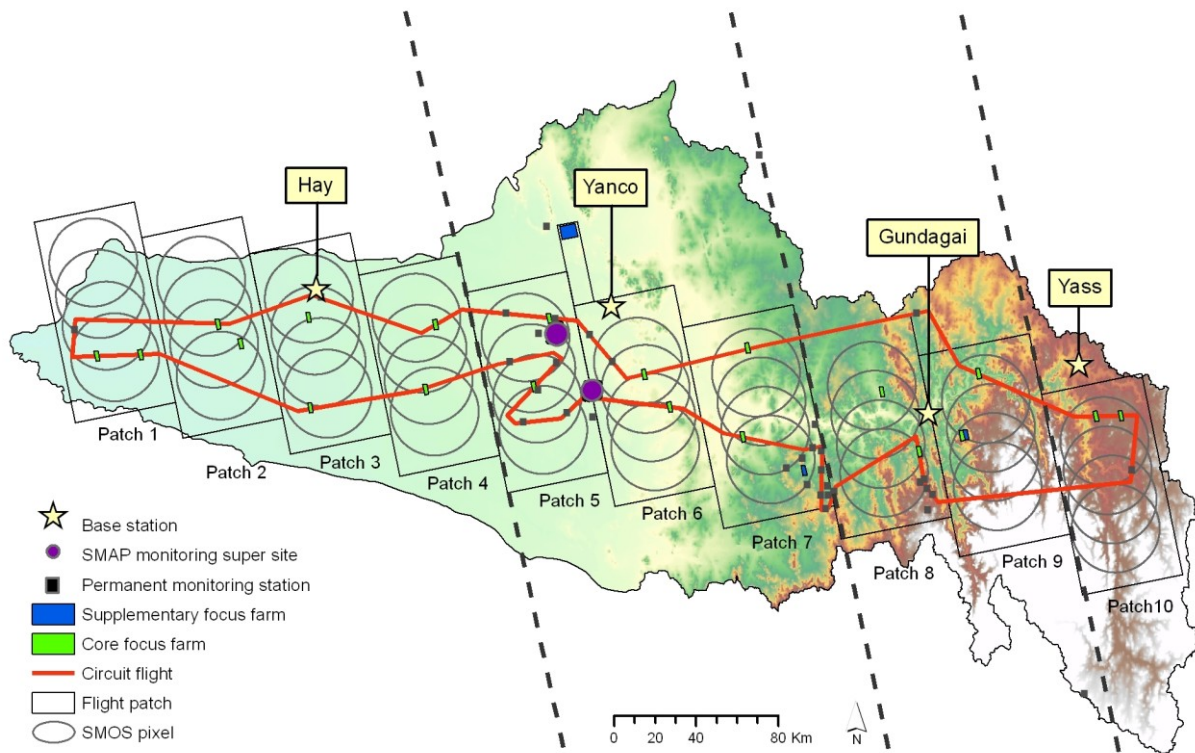 Hay
Yanco
Gundagai
Yass
Patch 1
Patch 2
Patch 3
Patch 4
Patch 5
Patch 6
Patch 7
Patch 8
Patch 9
Patch10
Base station
SMAP monitoring super site
Permanent monitoring station
Supplementary focus farm
Core focus farm
Circuit flight
Flight patch
SMOS pixel
0 20 40 80 Km
N